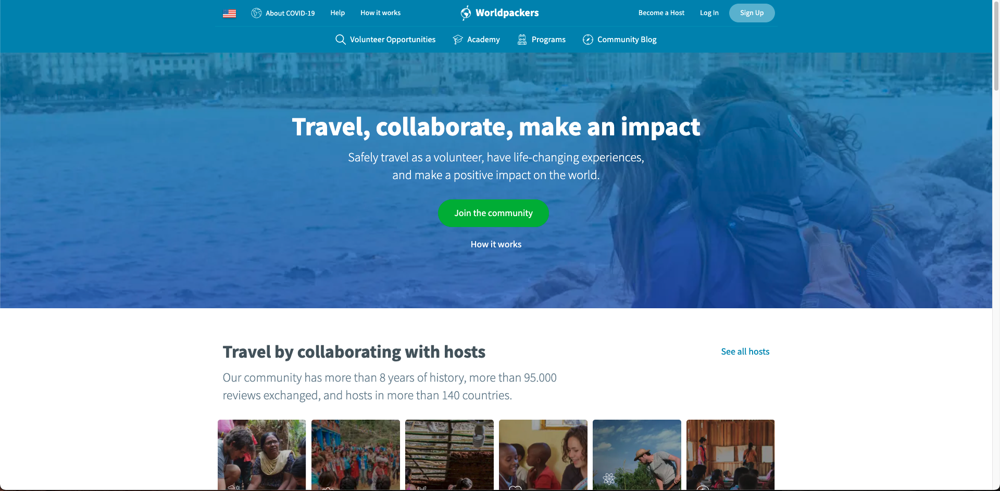 About COVID-19
Help
How it works
Worldpackers
Become a Host
Log In
Sign Up
Volunteer Opportunities
Academy
Programs
Community Blog
Travel, collaborate, make an impact
Safely travel as a volunteer, have life-changing experiences,
and make a positive impact on the world.
Join the community
How it works
Travel by collaborating with hosts
See all hosts
Our community has more than 8 years of history, more than 95.000
reviews exchanged, and hosts in more than 140 countries.